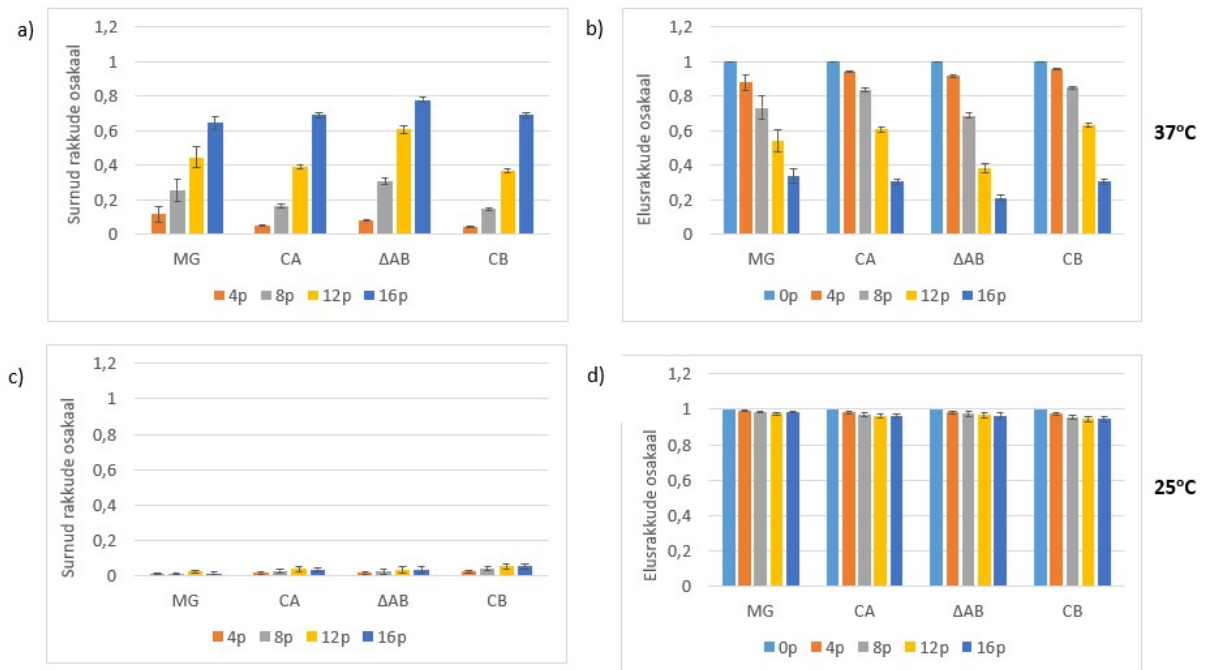 a)
Surnud rakkude osakaal
1,2
1
0,8
0,6
0,4
0,2
0
MG CA ΔAB CB
4p 8p 12p 16p
b)
Elusrakkude osakaal
1,2
1
0,8
0,6
0,4
0,2
0
MG CA ΔAB CB
0p 4p 8p 12p 16p
37°C
c)
Surnud rakkude osakaal
1,2
1
0,8
0,6
0,4
0,2
0
MG CA ΔAB CB
4p 8p 12p 16p
d)
Elusrakkude osakaal
1,2
1
0,8
0,6
0,4
0,2
0
MG CA ΔAB CB
0p 4p 8p 12p 16p
25°C